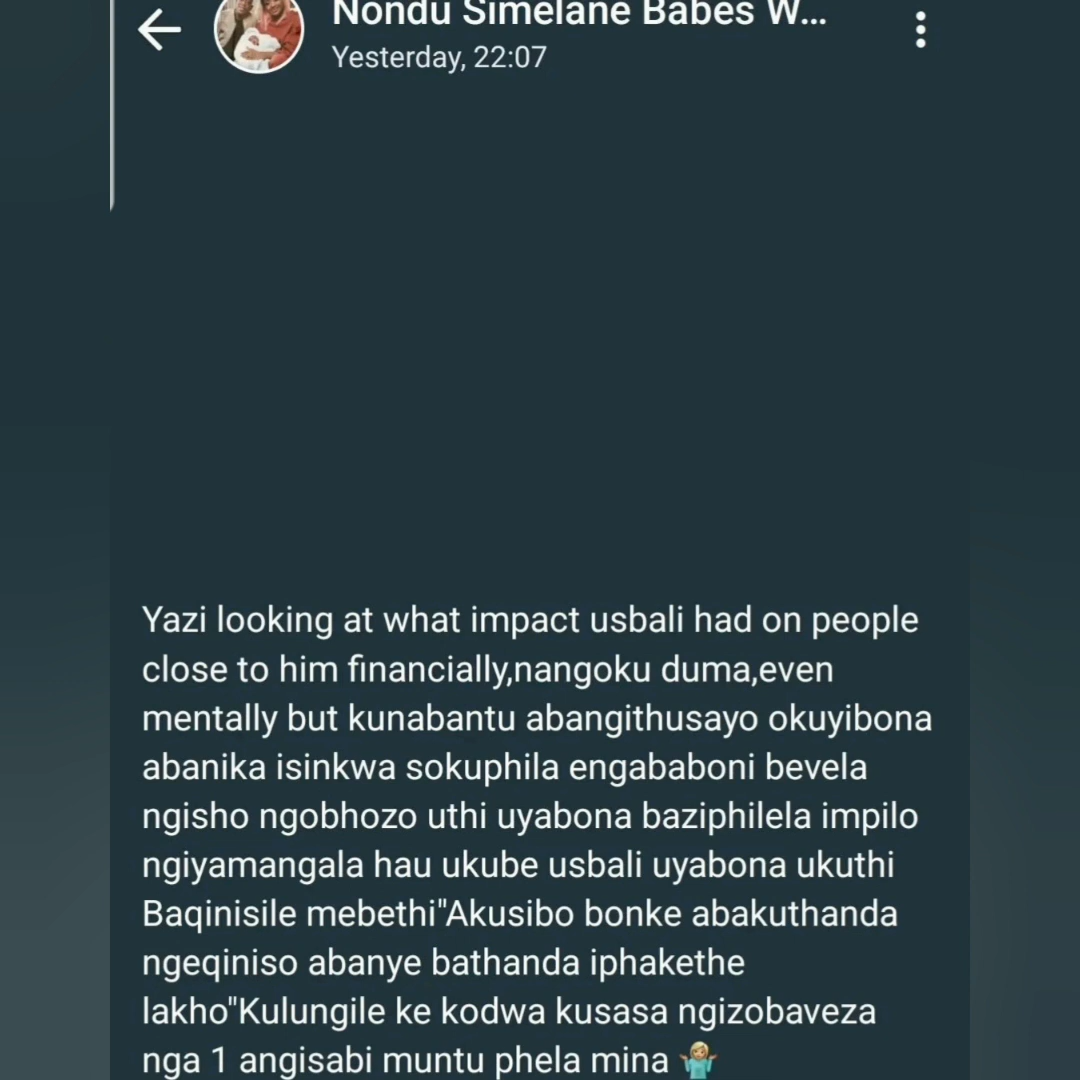 Nondu Simelane Babes W...
Yesterday, 22:07
Yazi looking at what impact usbali had on people
close to him financially,nangoku duma,even
mentally but kunabantu abangithusayo okuyibona
abanika isinkwa sokuphila engababoni bevela
ngisho ngobhozo uthi uyabona baziphilela impilo
ngiyamangala hau ukube usbali uyabona ukuthi
Baqinisile mebethi"Akusibo bonke abakuthanda
ngeqiniso abanye bathanda iphakethe
lakho"Kulungile ke kodwa kusasa ngizobaveza
nga 1 angisabi muntu phela mina 🤷🏼‍♀️